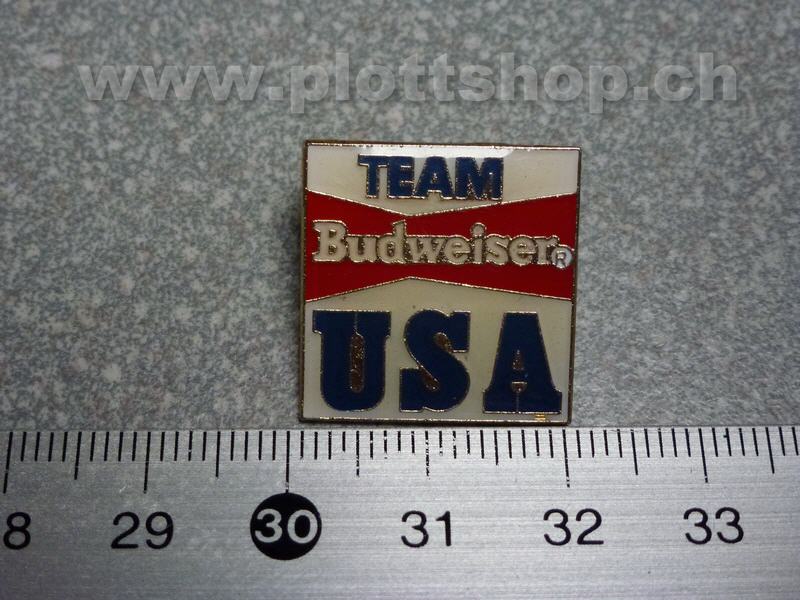 www.plottshop.ch
TEAM
Budweiser®
USA
8 29 30 31 32 33